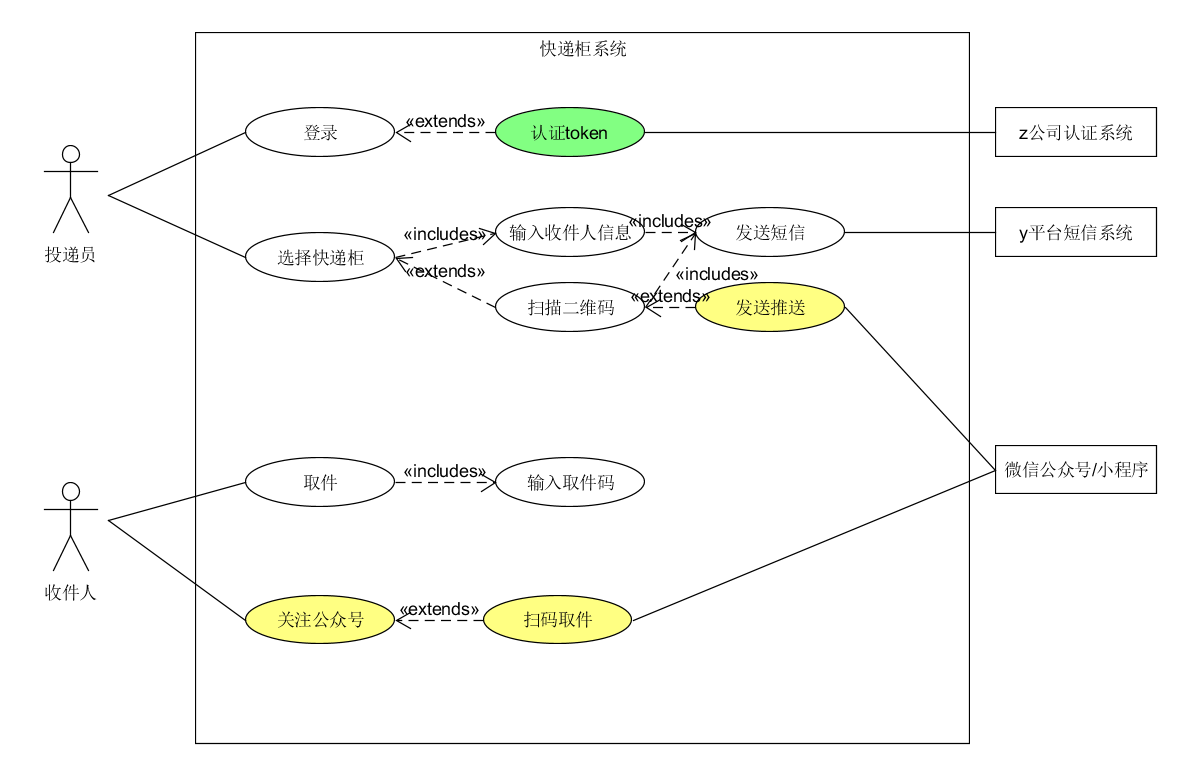 快递柜系统
登录
«extends»
认证token
z公司认证系统
投递员
选择快递柜
«includes»
输入收件人信息
«includes»
发送短信
y平台短信系统
«extends»
扫描二维码
«includes»
«extends»
发送推送
微信公众号/小程序
取件
«includes»
输入取件码
收件人
关注公众号
«extends»
扫码取件